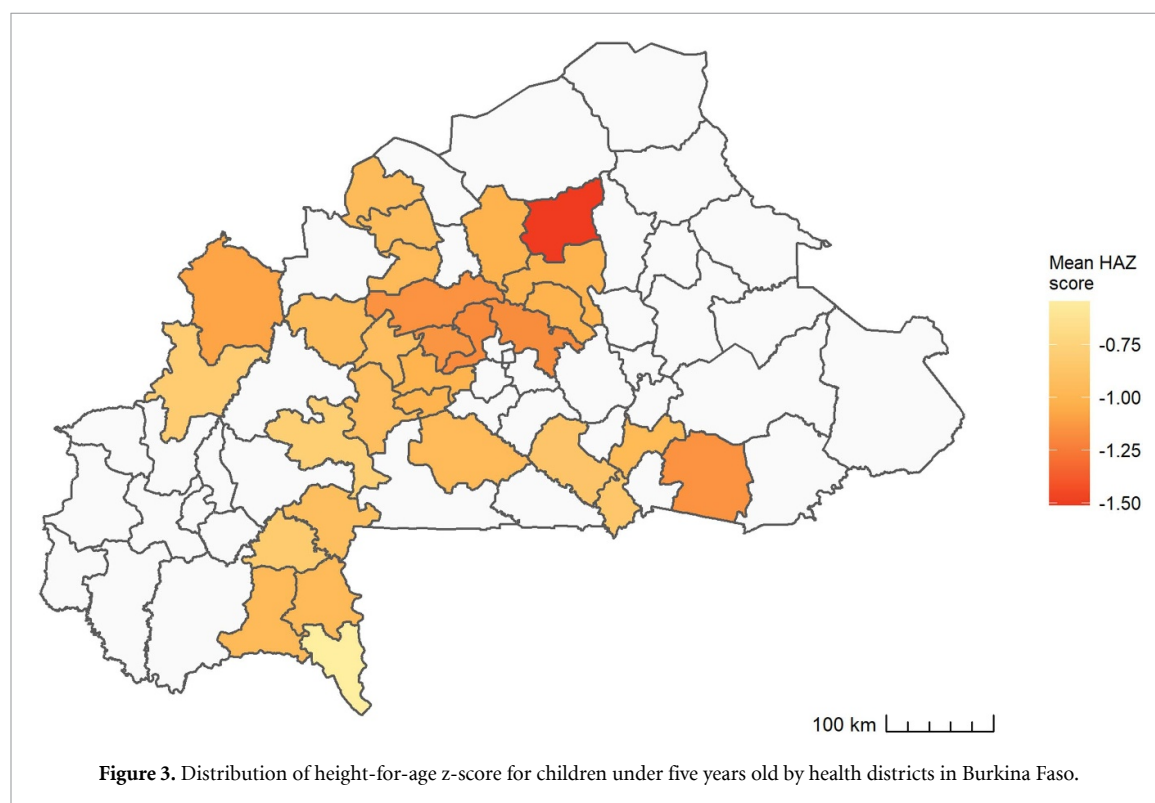 Mean HAZ
score
-0.75
-1.00
-1.25
-1.50
100 km
Figure 3. Distribution of height-for-age z-score for children under five years old by health districts in Burkina Faso.